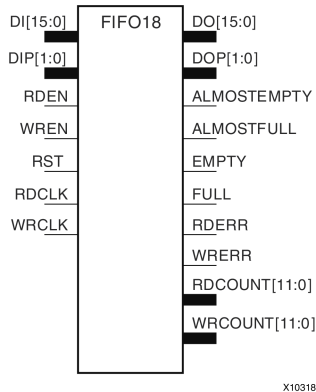 FIFO18
DI[15:0]
DIP[1:0]
RDEN
WREN
RST
RDCLK
WRCLK
DO[15:0]
DOP[1:0]
ALMOSTEMPTY
ALMOSTFULL
EMPTY
FULL
RDERR
WRERR
RDCOUNT[11:0]
WRCOUNT[11:0]
X10318